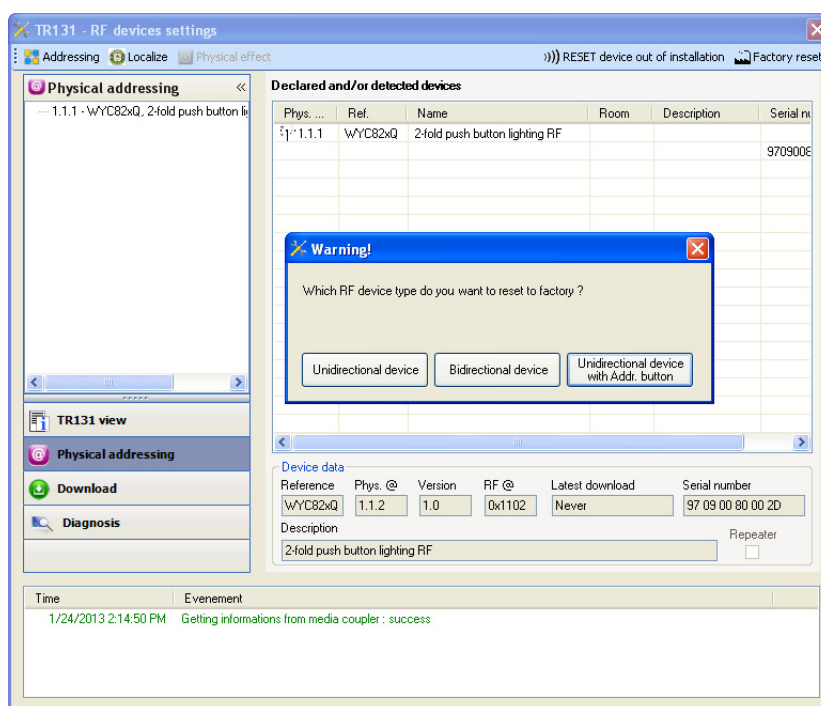 TR131 - RF devices settings
Addressing Localize Physical effect ))) RESET device out of installation Factory reset
Physical addressing «
1.1.1 - WYC82xQ, 2-fold push button
Declared and/or detected devices
Phys. ... Ref. Name Room Description Serial
1.1.1 WYC82xQ 2-fold push button lighting RF
9709008
Warning!
Which RF device type do you want to reset to factory ?
Unidirectional device Bidirectional device Unidirectional device
with Addr. button
TR131 view
Physical addressing
Download
Diagnosis
Device data
Reference Phys. @ Version RF @ Latest download Serial number
WYC82xQ 1.1.2 1.0 0x1102 Never 97 09 00 80 00 2D
Description
2-fold push button lighting RF
Repeater
Time Evenement
1/24/2013 2:14:50 PM Getting informations from media coupler : success